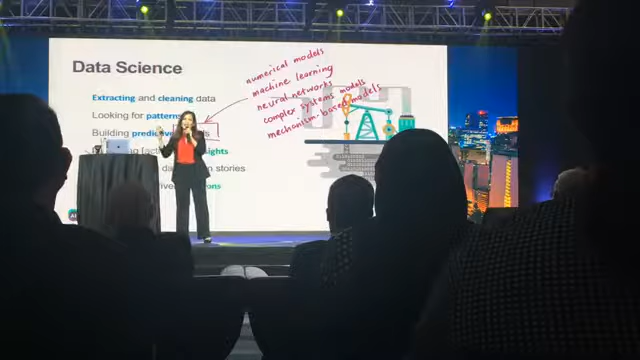 Data Science
Extracting and cleaning data
Looking for patterns
Building predictive
numerical models
machine learning
neural networks
complex systems models
mechanism-based models
stories